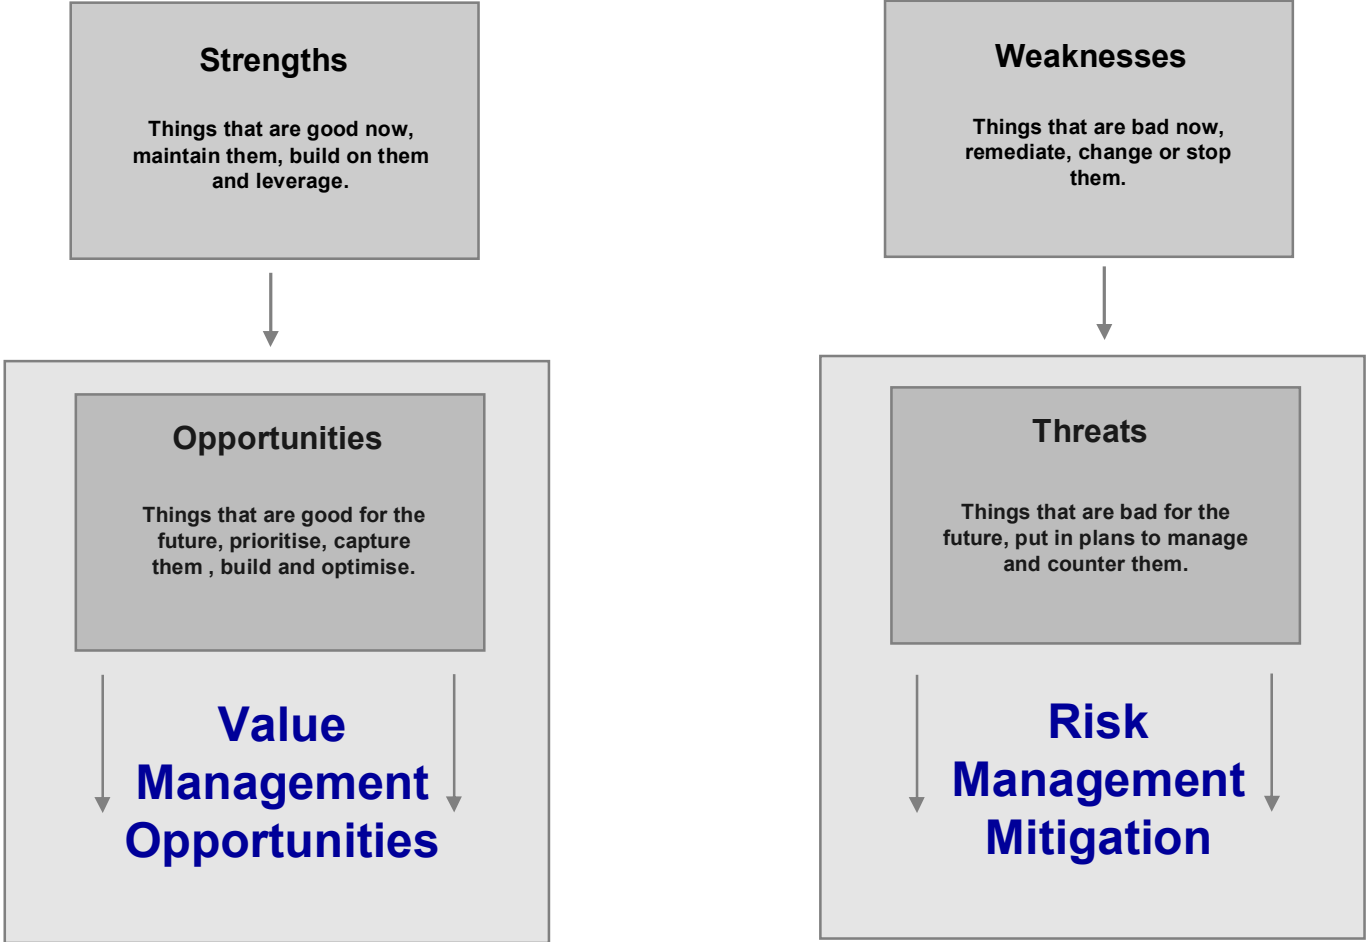 Strengths
Things that are good now,
maintain them, build on them
and leverage.
Opportunities
Things that are good for the
future, prioritise, capture
them , build and optimise.
Value
Management
Opportunities
Weaknesses
Things that are bad now,
remediate, change or stop
them.
Threats
Things that are bad for the
future, put in plans to manage
and counter them.
Risk
Management
Mitigation